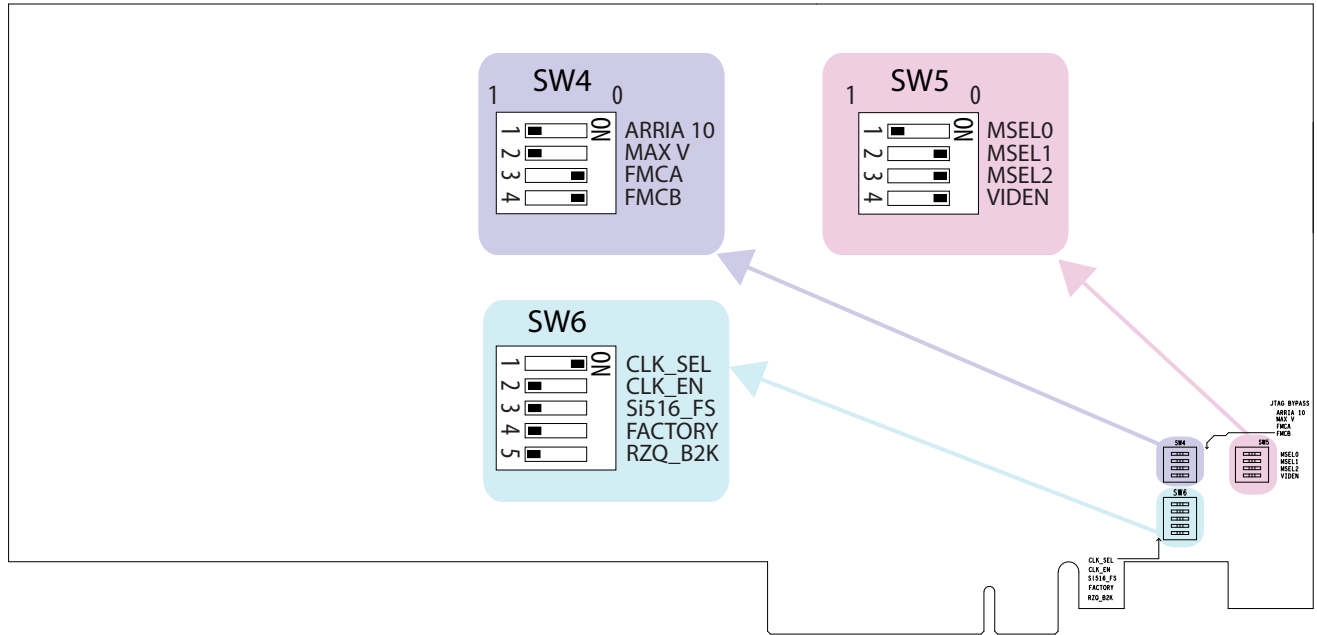 SW4
1 0
1 ON ARRIA 10
2 MAX V
3 FMCA
4 FMCB
SW5
1 0
1 ON MSEL0
2 MSEL1
3 MSEL2
4 VIDEN
SW6
1 ON CLK_SEL
2 CLK_EN
3 Si516_FS
4 FACTORY
5 RZQ_B2K
JTAG BYPASS
ARRIA 10
MAX V
FMCA
FMCB
SW4
SW5
MSEL0
MSEL1
MSEL2
VIDEN
SW6
CLK_SEL
CLK_EN
SI516_FS
FACTORY
RZQ_B2K